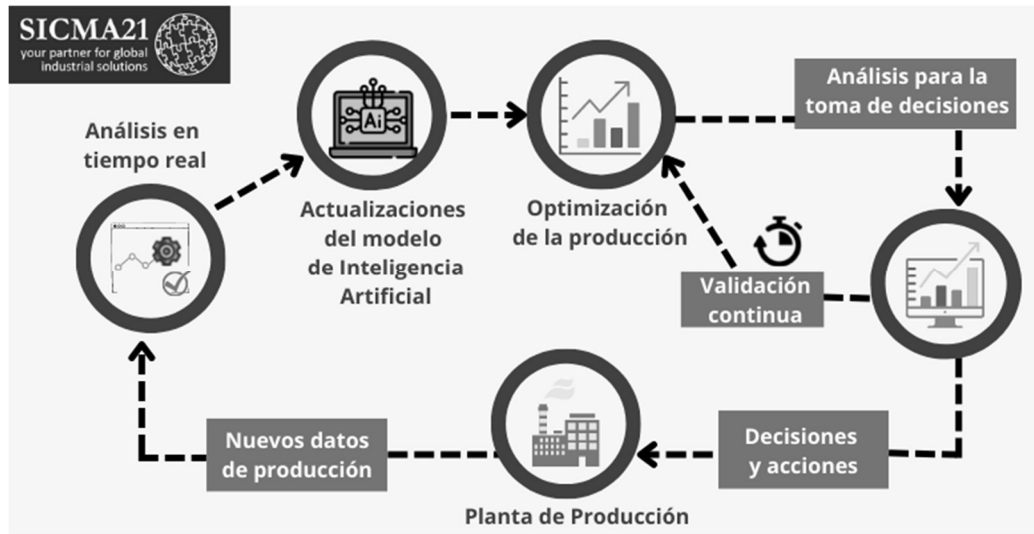 SICMA21
your partner for global
industrial solutions
Análisis en
tiempo real
Ai
Actualizaciones
del modelo
de Inteligencia
Artificial
Optimización
de la producción
Análisis para la
toma de decisiones
Validación
continua
Decisiones
y acciones
Planta de Producción
Nuevos datos
de producción